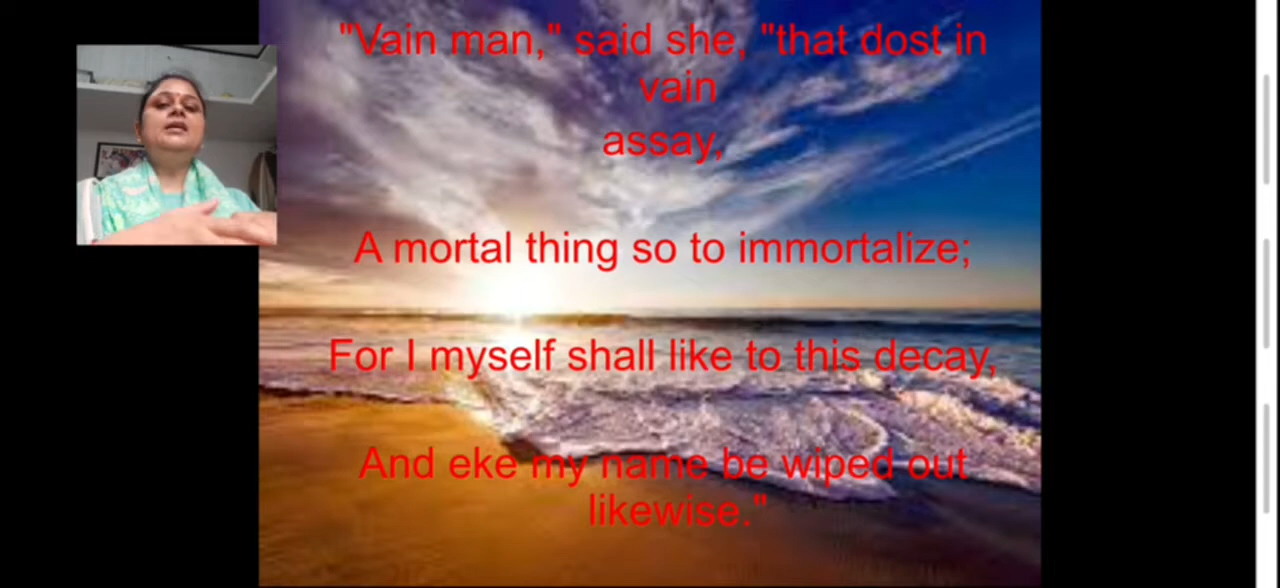 "Vain man," said she, "that dost in
vain
assay,
A mortal thing so to immortalize;
For I myself shall like to this decay,
And eke my name be wiped out
likewise."